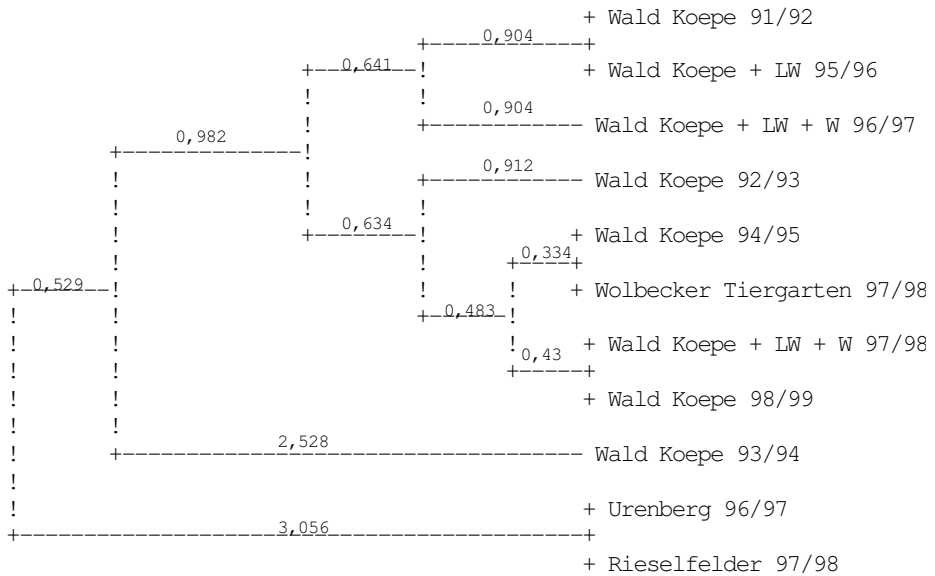 + Wald Koepe 91/92
0,904
0,641
+ Wald Koepe + LW 95/96
0,904
Wald Koepe + LW + W 96/97
0,982
0,912
Wald Koepe 92/93
0,634
+ Wald Koepe 94/95
0,334
0,529
+ Wolbecker Tiergarten 97/98
0,483
+ Wald Koepe + LW + W 97/98
0,43
+ Wald Koepe 98/99
2,528
Wald Koepe 93/94
+ Urenberg 96/97
3,056
+ Rieselfelder 97/98